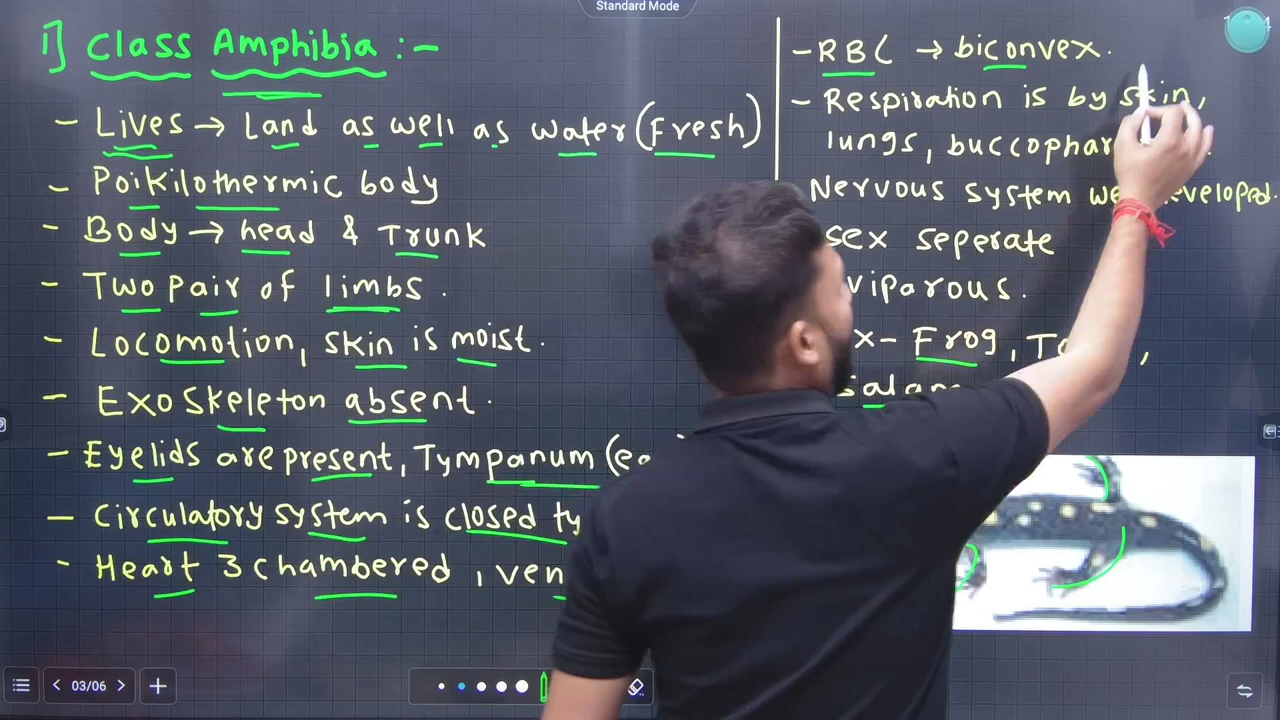 Standard Mode
1] Class Amphibia :-
- Lives → Land as well as water (Fresh)
- Poikilothermic body
- Body → head & Trunk
- Two pair of limbs.
- Locomotion, skin is moist.
- Exoskeleton absent.
- Eyelids are present, Tympanum
- Circulatory system is closed
- Heart 3 chambered,
03/06
- RBC → biconvex.
- Respiration is by skin,
lungs,
Nervous system
sex seperate
viparous.
- Frog,